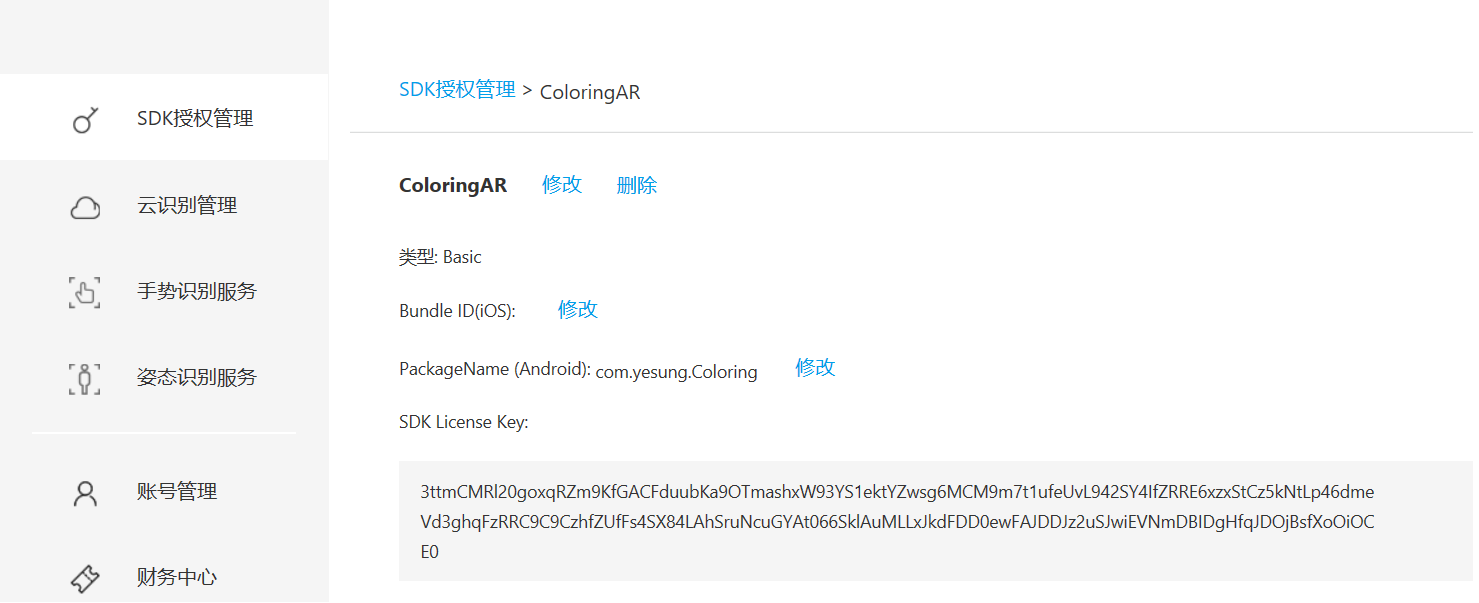 SDK授权管理
云识别管理
手势识别服务
姿态识别服务
账号管理
财务中心
SDK授权管理 > ColoringAR
ColoringAR 修改 删除
类型: Basic
Bundle ID(iOS): 修改
PackageName (Android): com.yesung.Coloring 修改
SDK License Key:
3ttmCMRl20goxqRZm9KfGACFduubKa9OTmashxW93YS1ektYZwsg6MCM9m7t1ufeUvL942SY4IfZRRE6xzxStCz5kNtLp46dme
Vd3ghqFzRRC9C9CzhfZUfFs4SX84LAhSruNcuGYAt066SklAuMLLxJkdFDD0ewFAJDDJz2uSJwiEVNmDBIDgHfqJDOjBsfXoOiOC
E0